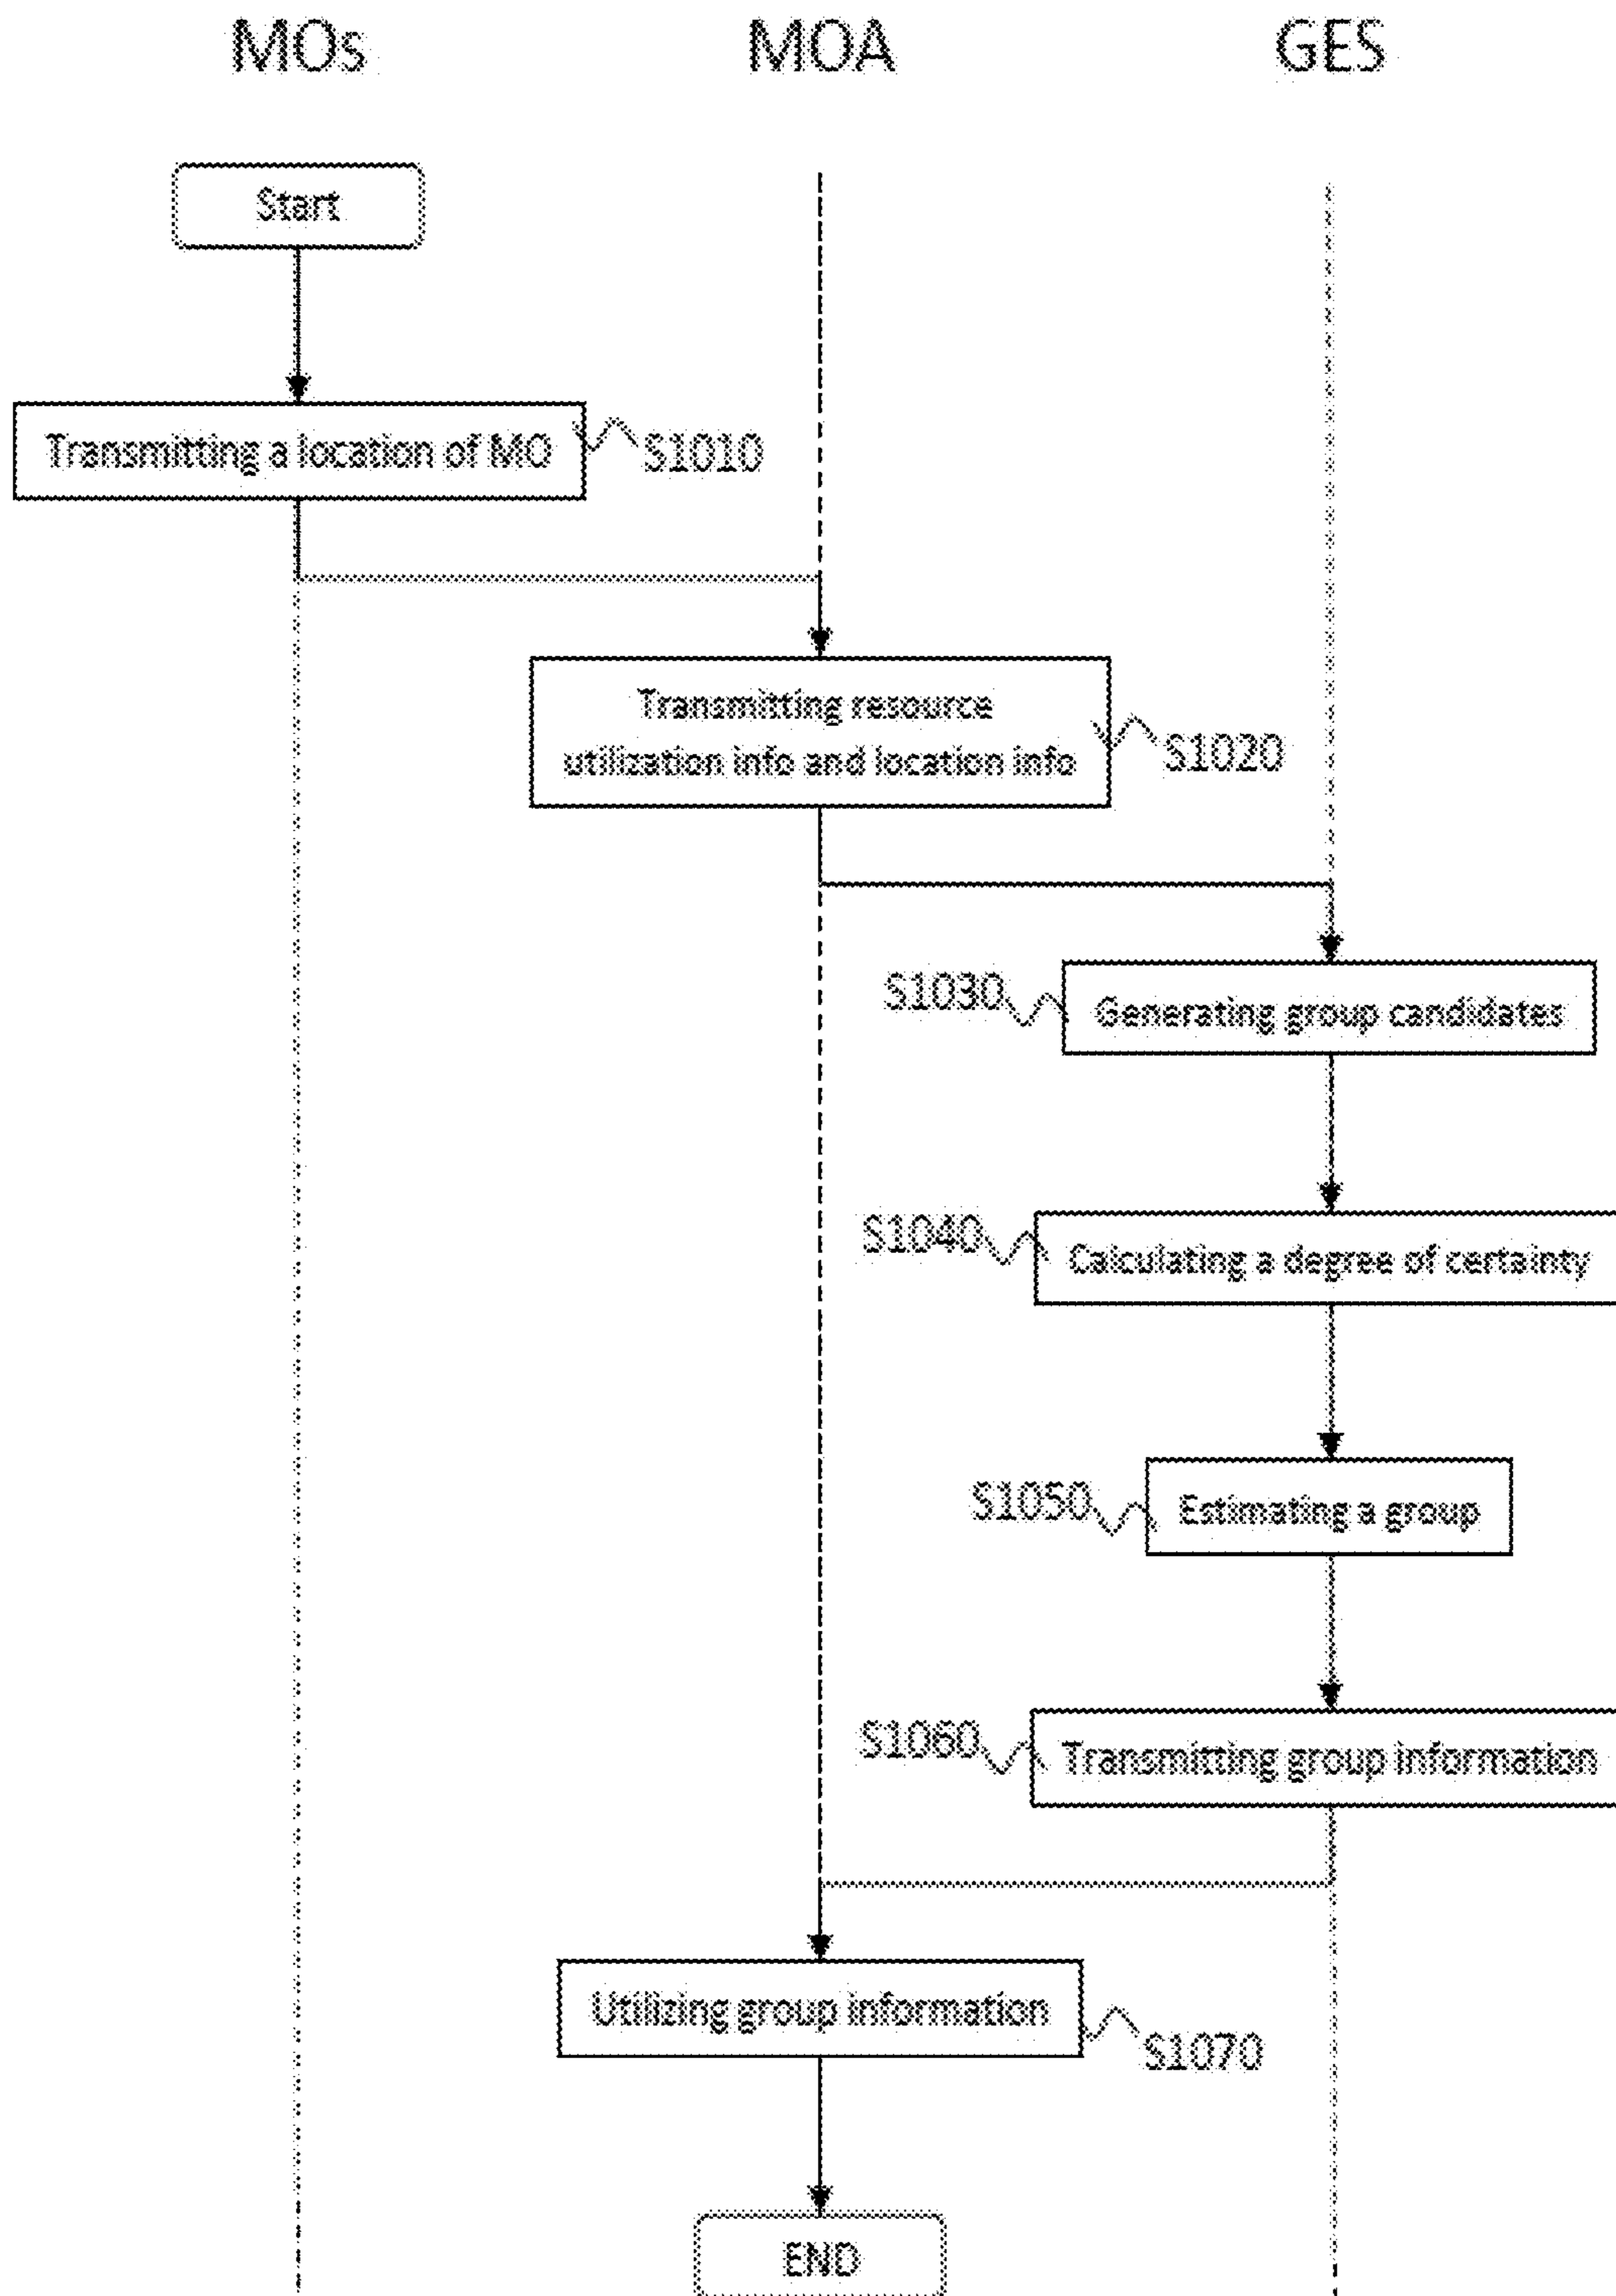 MOs
MOA
GES
Start
Transmitting a location of MO
S1010
Transmitting resource
utilization info and location info
S1020
S1030
Generating group candidates
S1040
Calculating a degree of certainty
S1050
Estimating a group
S1060
Transmitting group information
Utilizing group information
S1070
END